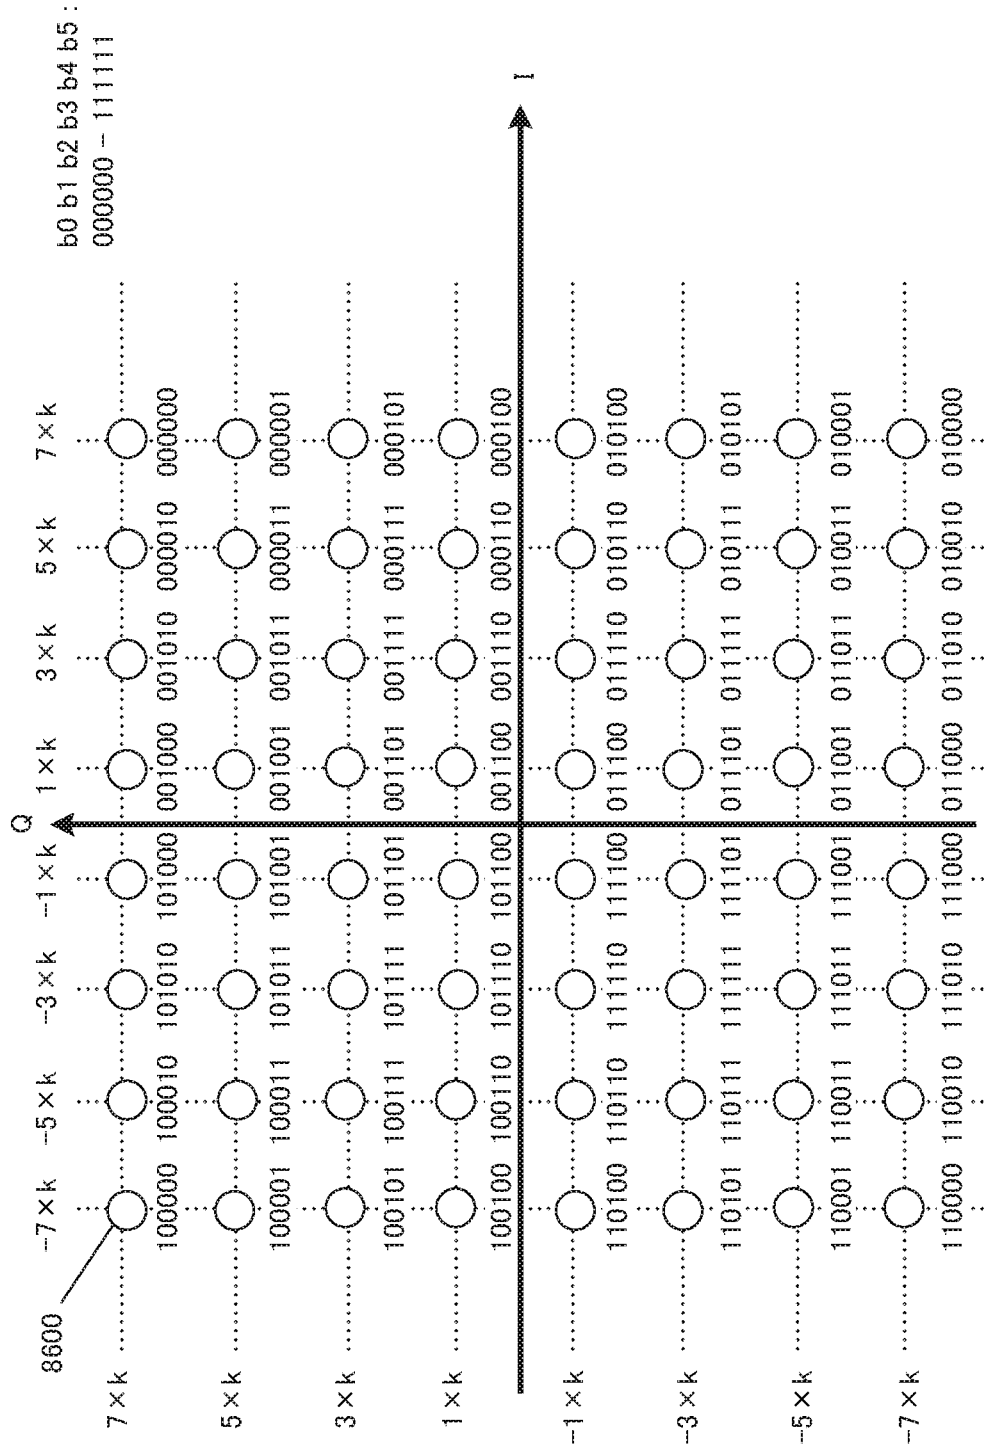 b0 b1 b2 b3 b4 b5 :
000000 – 111111
Q
I
8600
−7×k −5×k −3×k −1×k 1×k 3×k 5×k 7×k
7×k
100000 100010 101010 101000 001000 001010 000010 000000
5×k
100001 100011 101011 101001 001001 001011 000011 000001
3×k
100101 100111 101111 101101 001101 001111 000111 000101
1×k
100100 100110 101110 101100 001100 001110 000110 000100
−1×k
110100 110110 111110 111100 011100 011110 010110 010100
−3×k
110101 110111 111111 111101 011101 011111 010111 010101
−5×k
110001 110011 111011 111001 011001 011011 010011 010001
−7×k
110000 110010 111010 111000 011000 011010 010010 010000